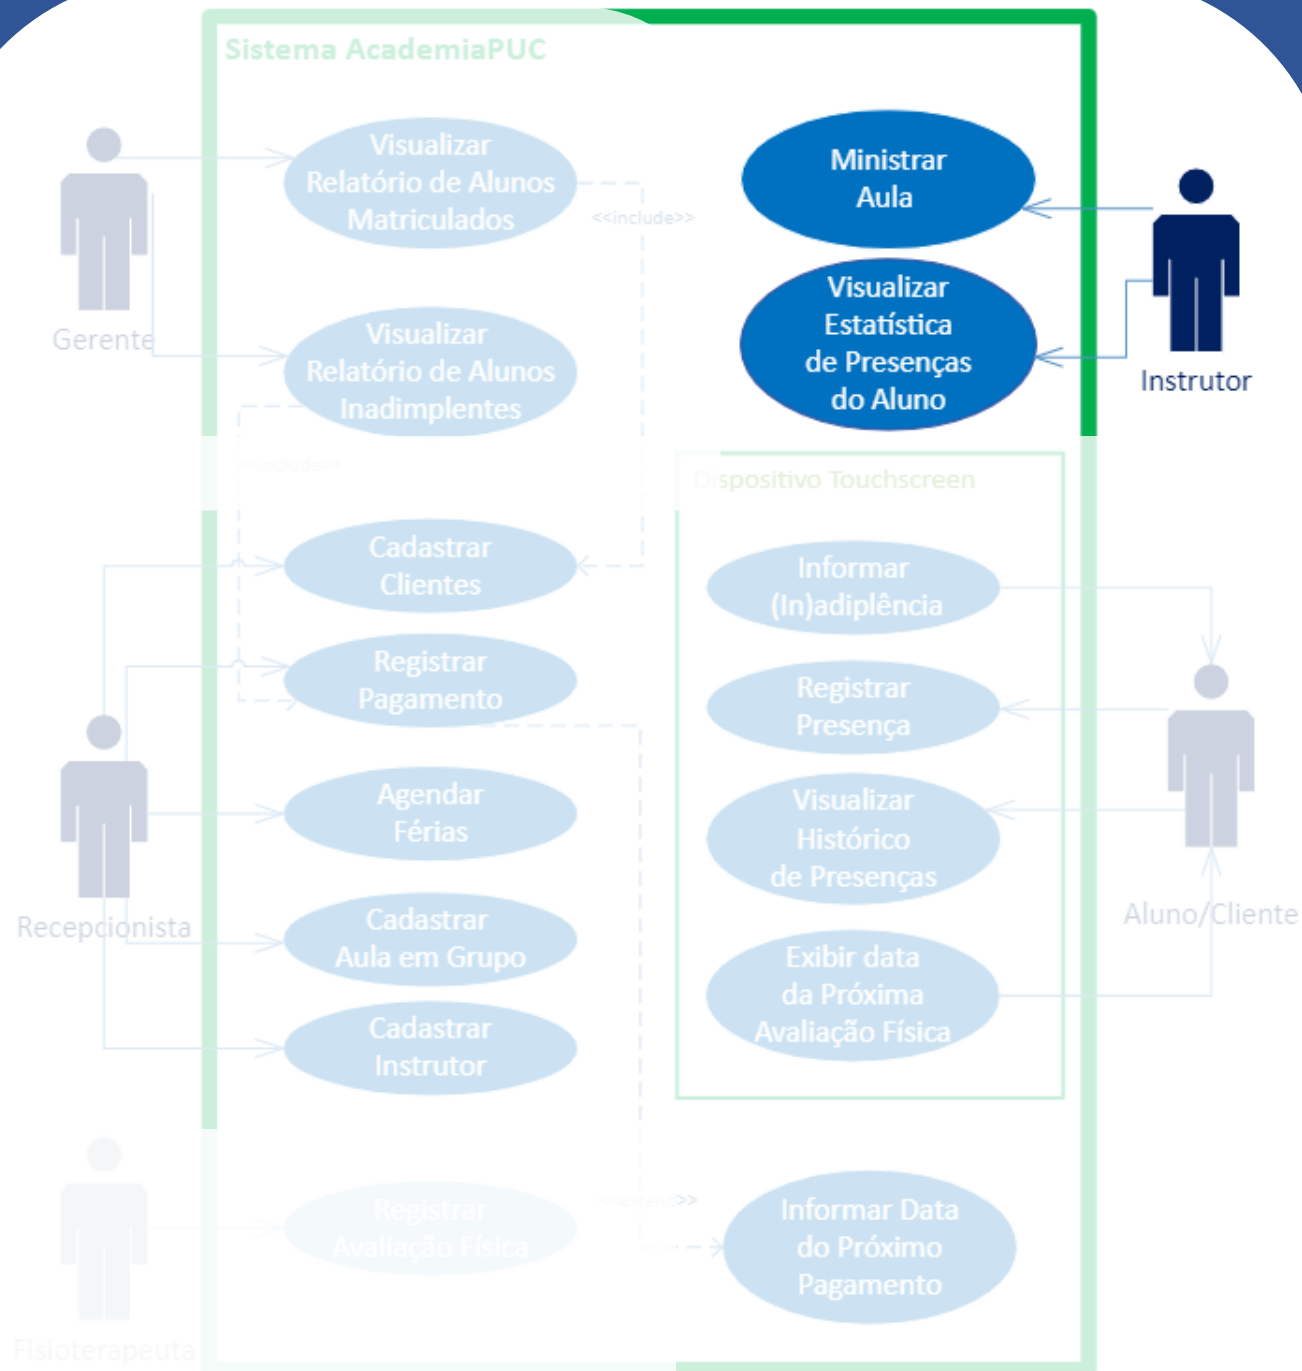 Sistema AcademiaPUC
Visualizar
Relatório de Alunos
Matriculados
<<include>>
Gerente
Visualizar
Relatório de Alunos
Inadimplentes
<<include>>
Ministrar
Aula
Visualizar
Estatística
de Presenças
do Aluno
Instrutor
Cadastrar
Clientes
Registrar
Pagamento
Agendar
Férias
Recepcionista
Cadastrar
Aula em Grupo
Cadastrar
Instrutor
Dispositivo Touchscreen
Informar
(In)adiplência
Registrar
Presença
Visualizar
Histórico
de Presenças
Aluno/Cliente
Exibir data
da Próxima
Avaliação Física
Registrar
Avaliação Física
Fisioterapeuta
<<extend>>
Informar Data
do Próximo
Pagamento